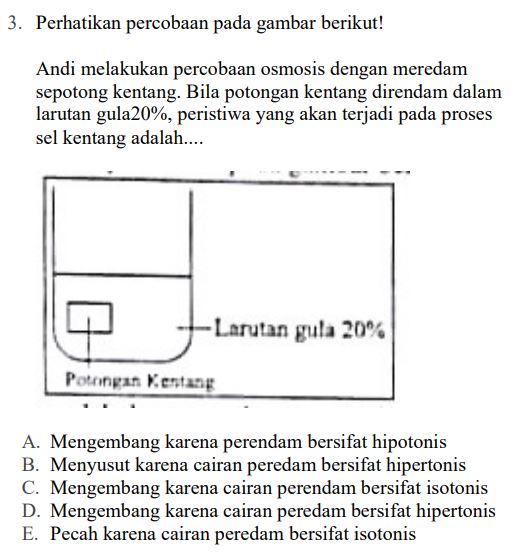 3. Perhatikan percobaan pada gambar berikut!
Andi melakukan percobaan osmosis dengan meredam
sepotong kentang. Bila potongan kentang direndam dalam
larutan gula20%, peristiwa yang akan terjadi pada proses
sel kentang adalah....
Larutan gula 20%
Potongan Kentang
A. Mengembang karena perendam bersifat hipotonis
B. Menyusut karena cairan peredam bersifat hipertonis
C. Mengembang karena cairan perendam bersifat isotonis
D. Mengembang karena cairan peredam bersifat hipertonis
E. Pecah karena cairan peredam bersifat isotonis